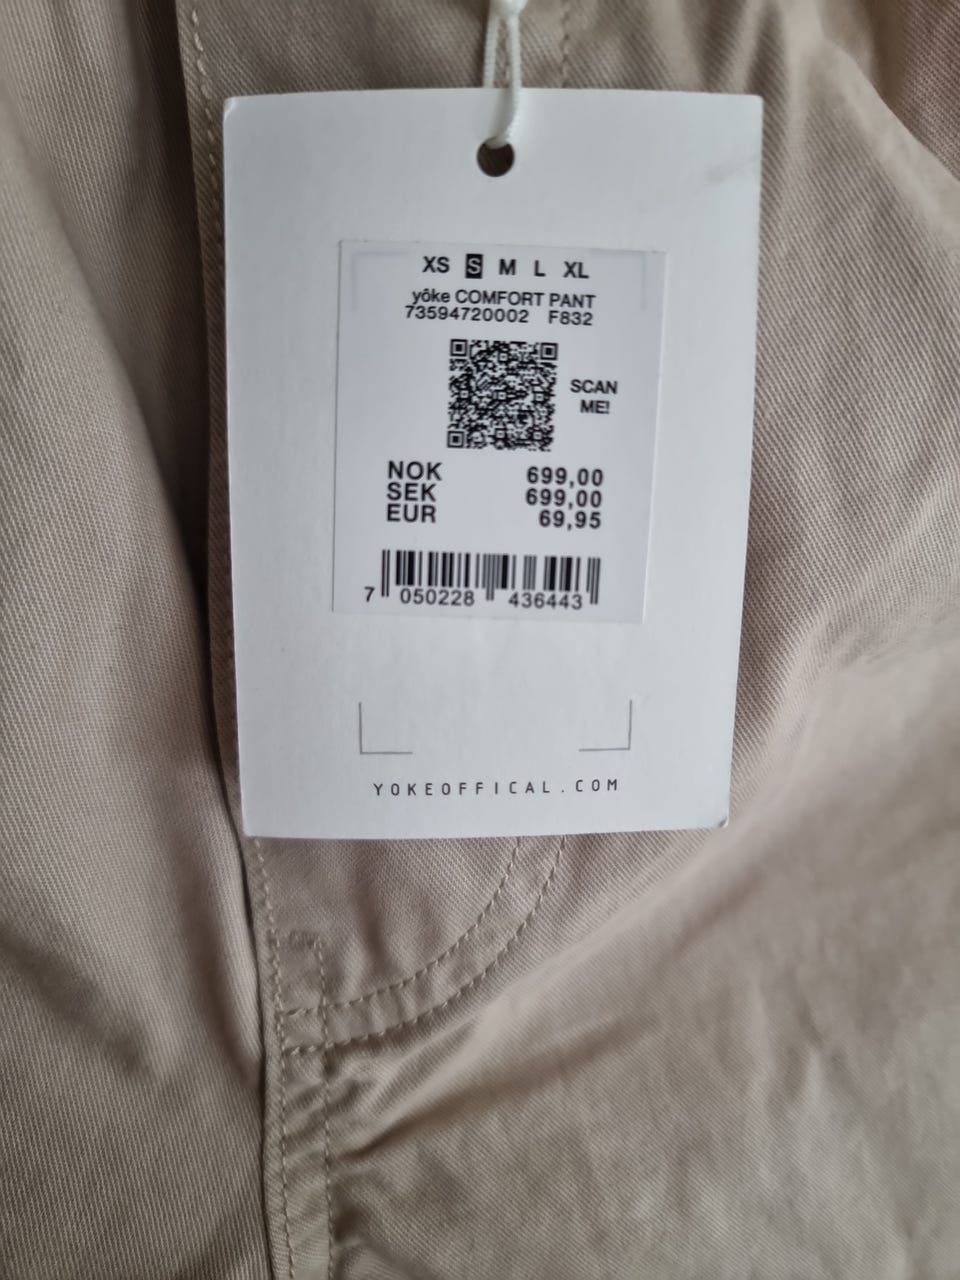 XS S M L XL
yōke COMFORT PANT
73594720002 F832
SCAN
ME!
NOK 699,00
SEK 699,00
EUR 69,95
7 050228 436443
YOKEOFFICAL.COM